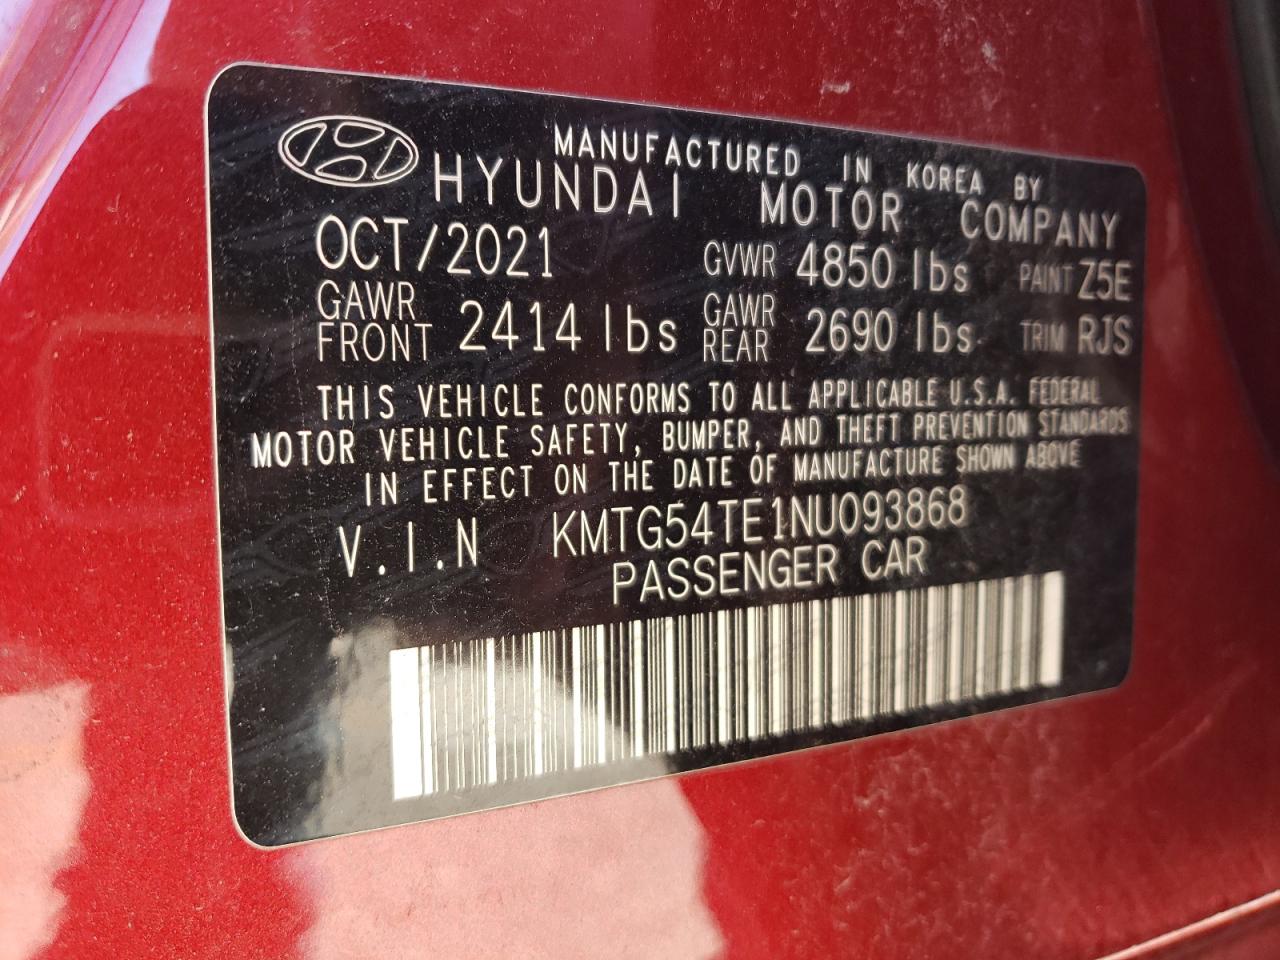 MANUFACTURED IN KOREA BY
HYUNDAI MOTOR COMPANY
OCT/2021 GVWR 4850 lbs PAINT Z5E
GAWR FRONT 2414 lbs GAWR REAR 2690 lbs TRIM RJS
THIS VEHICLE CONFORMS TO ALL APPLICABLE U.S.A. FEDERAL
MOTOR VEHICLE SAFETY, BUMPER, AND THEFT PREVENTION STANDARDS
IN EFFECT ON THE DATE OF MANUFACTURE SHOWN ABOVE
V.I.N KMTG54TE1NU093868
PASSENGER CAR